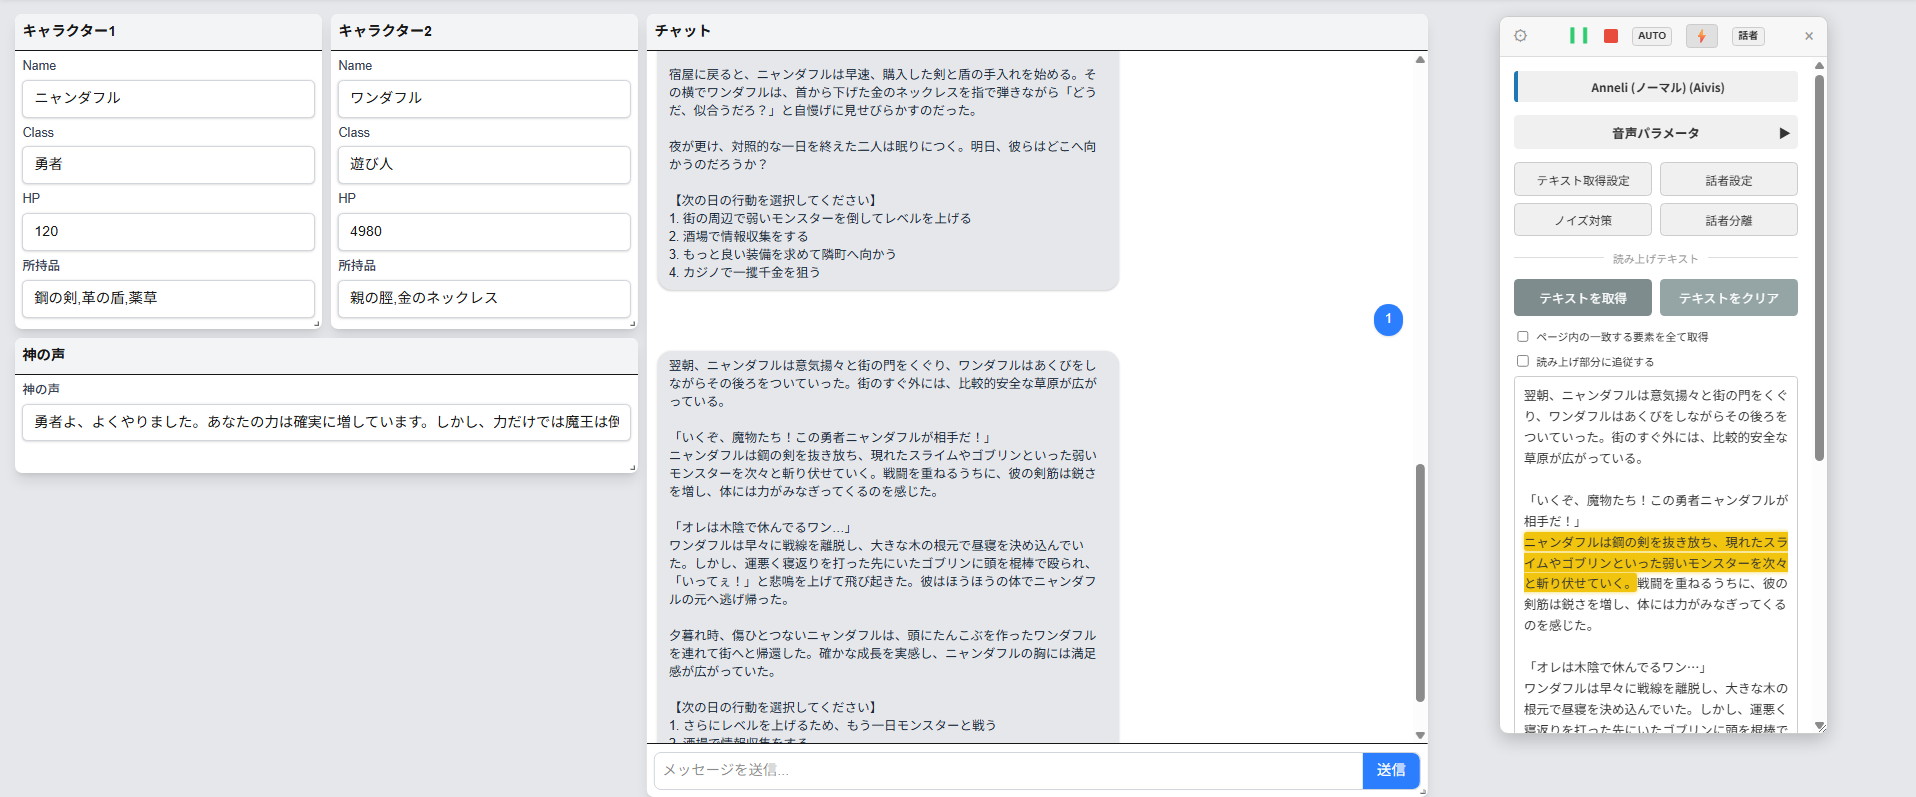 キャラクター1
Name
ニャンダフル
Class
勇者
HP
120
所持品
鋼の剣,革の盾,薬草
キャラクター2
Name
ワンダフル
Class
遊び人
HP
4980
所持品
親の脛,金のネックレス
神の声
神の声
勇者よ、よくやりました。あなたの力は確実に増しています。しかし、力だけでは魔王は倒
チャット
宿屋に戻ると、ニャンダフルは早速、購入した剣と盾の手入れを始める。そ
の横でワンダフルは、首から下げた金のネックレスを指で弾きながら「どう
だ、似合うだろ？」と自慢げに見せびらかすのだった。
夜が更け、対照的な一日を終えた二人は眠りにつく。明日、彼らはどこへ向
かうのだろうか？
【次の日の行動を選択してください】
1. 街の周辺で弱いモンスターを倒してレベルを上げる
2. 酒場で情報収集をする
3. もっと良い装備を求めて隣町へ向かう
4. カジノで一攫千金を狙う
1
翌朝、ニャンダフルは意気揚々と街の門をくぐり、ワンダフルはあくびをし
ながらその後ろをついていった。街のすぐ外には、比較的安全な草原が広が
っている。
「いくぞ、魔物たち！この勇者ニャンダフルが相手だ！」
ニャンダフルは鋼の剣を抜き放ち、現れたスライムやゴブリンといった弱い
モンスターを次々と斬り伏せていく。戦闘を重ねるうちに、彼の剣筋は鋭さ
を増し、体には力がみなぎってくるのを感じた。
「オレは木陰で休んでるワン…」
ワンダフルは早々に戦線を離脱し、大きな木の根元で昼寝を決め込んでい
た。しかし、運悪く寝返りを打った先にいたゴブリンに頭を棍棒で殴られ、
「いってぇ！」と悲鳴を上げて飛び起きた。彼はほうほうの体でニャンダフ
ルの元へ逃げ帰った。
夕暮れ時、傷ひとつないニャンダフルは、頭にたんこぶを作ったワンダフル
を連れて街へと帰還した。確かな成長を実感し、ニャンダフルの胸には満足
感が広がっていた。
【次の日の行動を選択してください】
1. さらにレベルを上げるため、もう一日モンスターと戦う
2. 酒場で情報収集をする
メッセージを送信...
送信
AUTO
話者
×
Anneli (ノーマル) (Aivis)
音声パラメータ
テキスト取得設定
話者設定
ノイズ対策
話者分離
読み上げテキスト
テキストを取得
テキストをクリア
ページ内の一致する要素を全て取得
読み上げ部分に追従する
翌朝、ニャンダフルは意気揚々と街の門をくぐ
り、ワンダフルはあくびをしながらその後ろを
ついていった。街のすぐ外には、比較的安全な
草原が広がっている。
「いくぞ、魔物たち！この勇者ニャンダフルが
相手だ！」
ニャンダフルは鋼の剣を抜き放ち、現れたスラ
イムやゴブリンといった弱いモンスターを次々
と斬り伏せていく。戦闘を重ねるうちに、彼の
剣筋は鋭さを増し、体には力がみなぎってくる
のを感じた。
「オレは木陰で休んでるワン…」
ワンダフルは早々に戦線を離脱し、大きな木の
根元で昼寝を決め込んでいた。しかし、運悪く
寝返りを打った先にいたゴブリンに頭を棍棒で